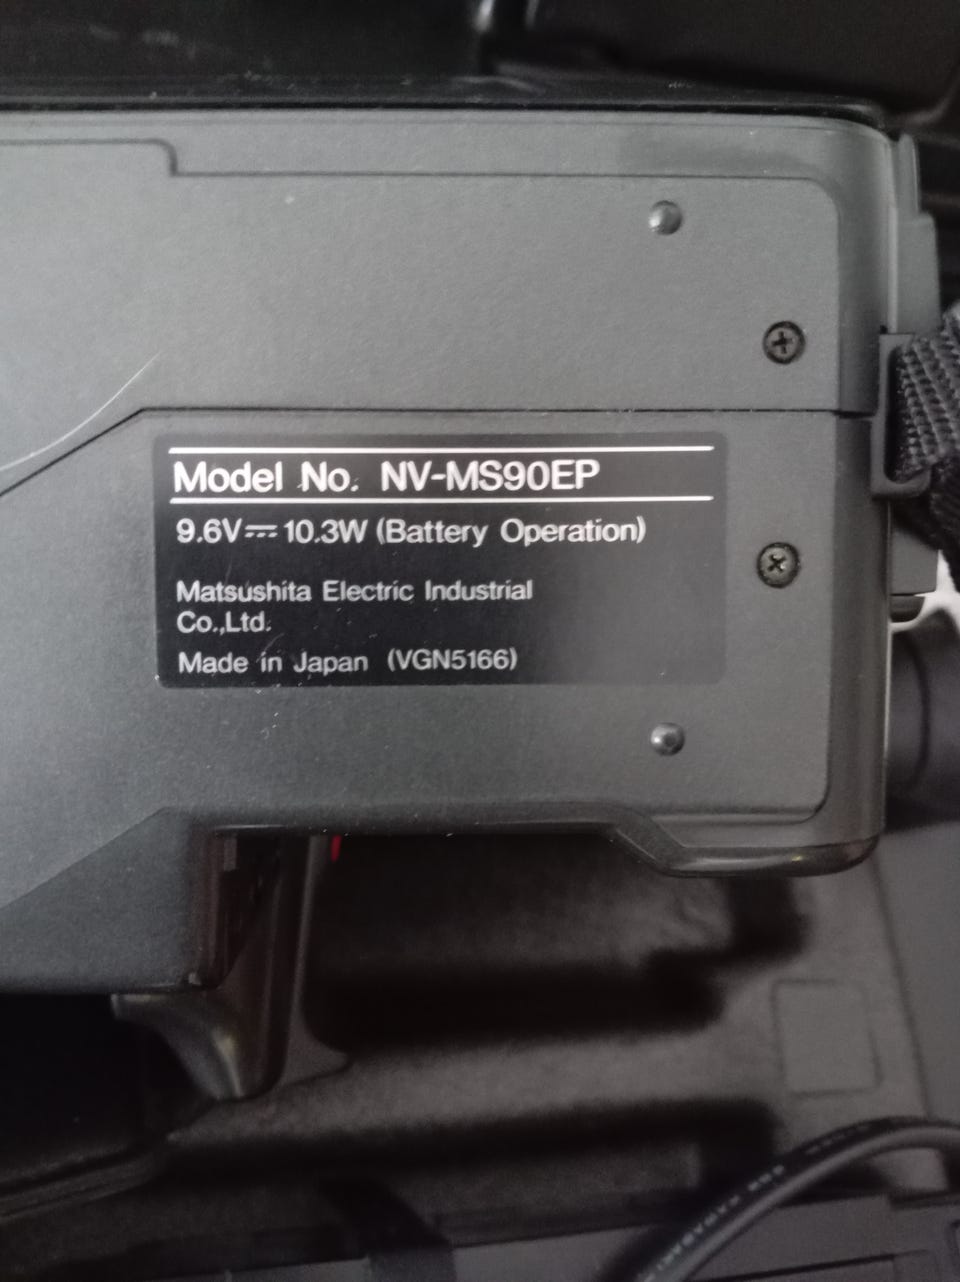 Model No. NV-MS90EP
9.6V⎓10.3W (Battery Operation)
Matsushita Electric Industrial
Co.,Ltd.
Made in Japan (VGN5166)